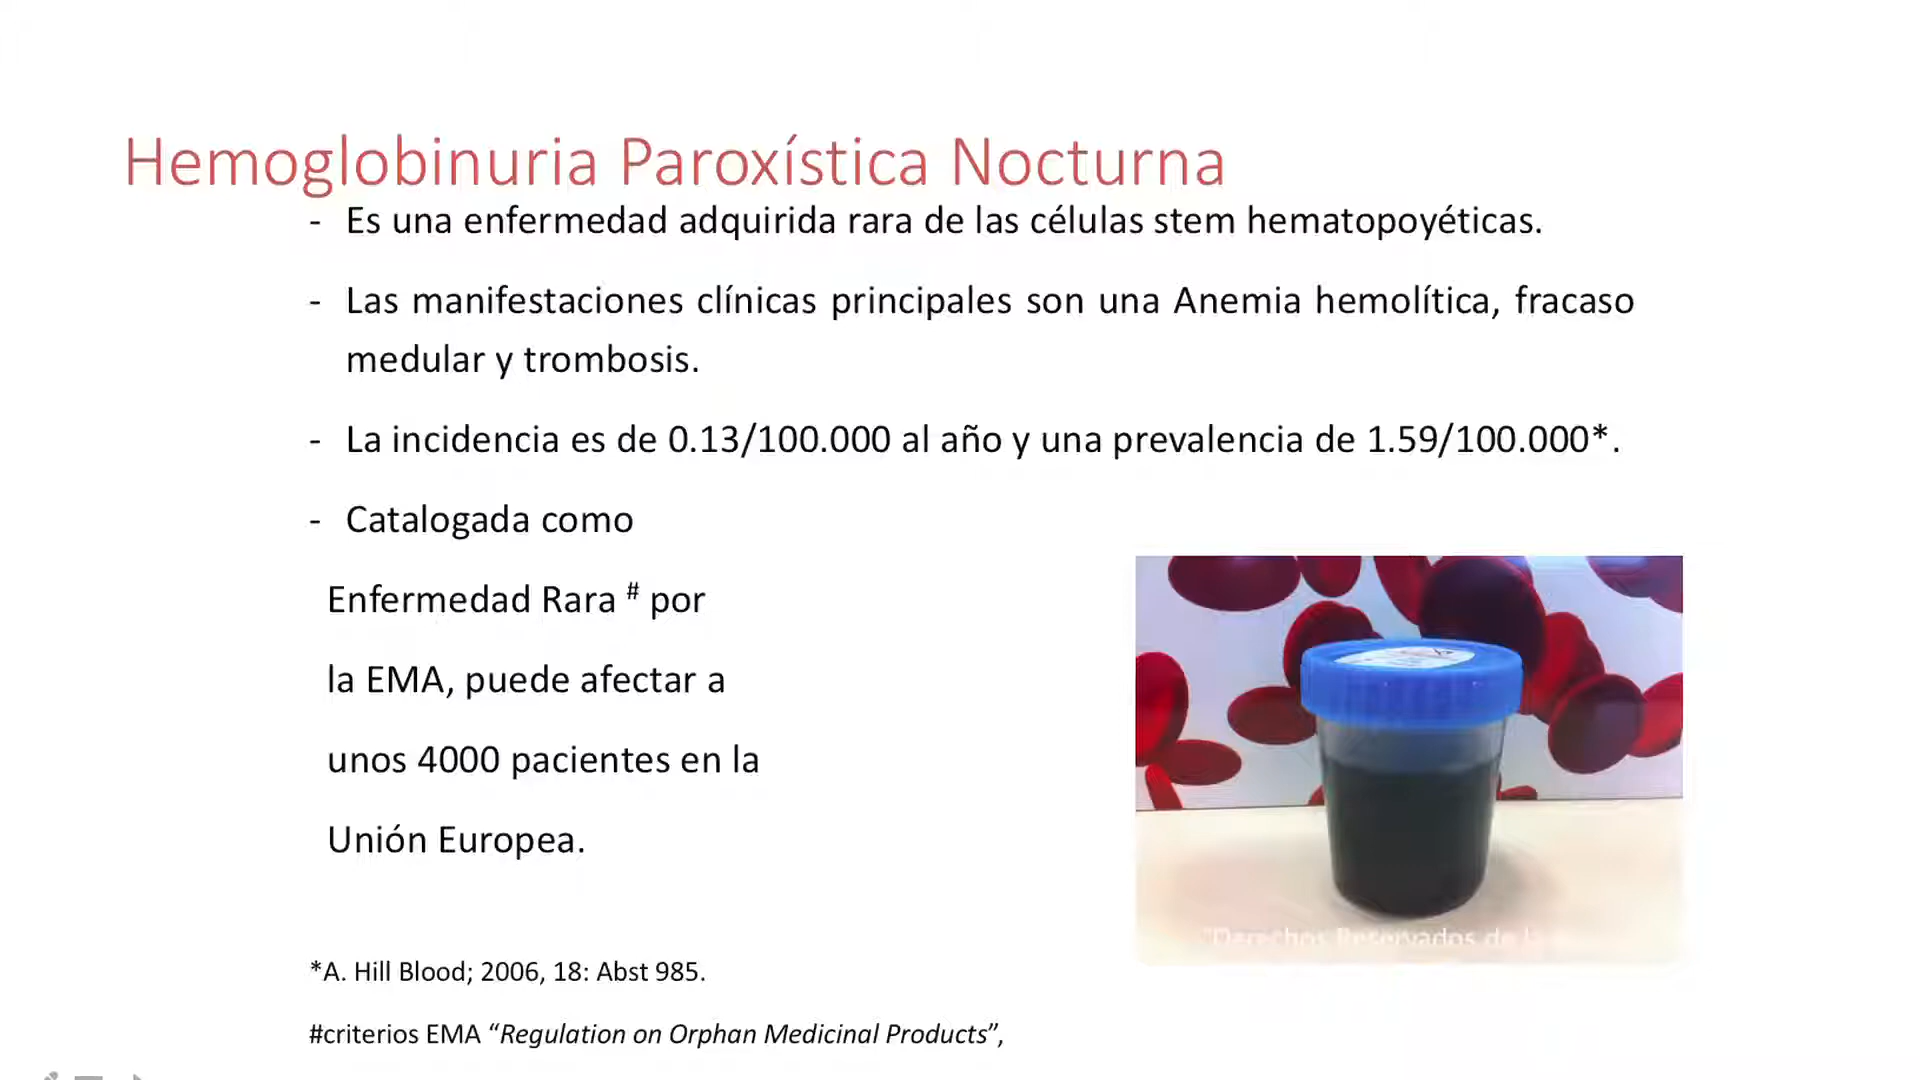 Hemoglobinuria Paroxística Nocturna
- Es una enfermedad adquirida rara de las células stem hematopoyéticas.
- Las manifestaciones clínicas principales son una Anemia hemolítica, fracaso
medular y trombosis.
- La incidencia es de 0.13/100.000 al año y una prevalencia de 1.59/100.000*.
- Catalogada como
Enfermedad Rara # por
la EMA, puede afectar a
unos 4000 pacientes en la
Unión Europea.
"Derechos Reservados de
*A. Hill Blood; 2006, 18: Abst 985.
#criterios EMA “Regulation on Orphan Medicinal Products”,